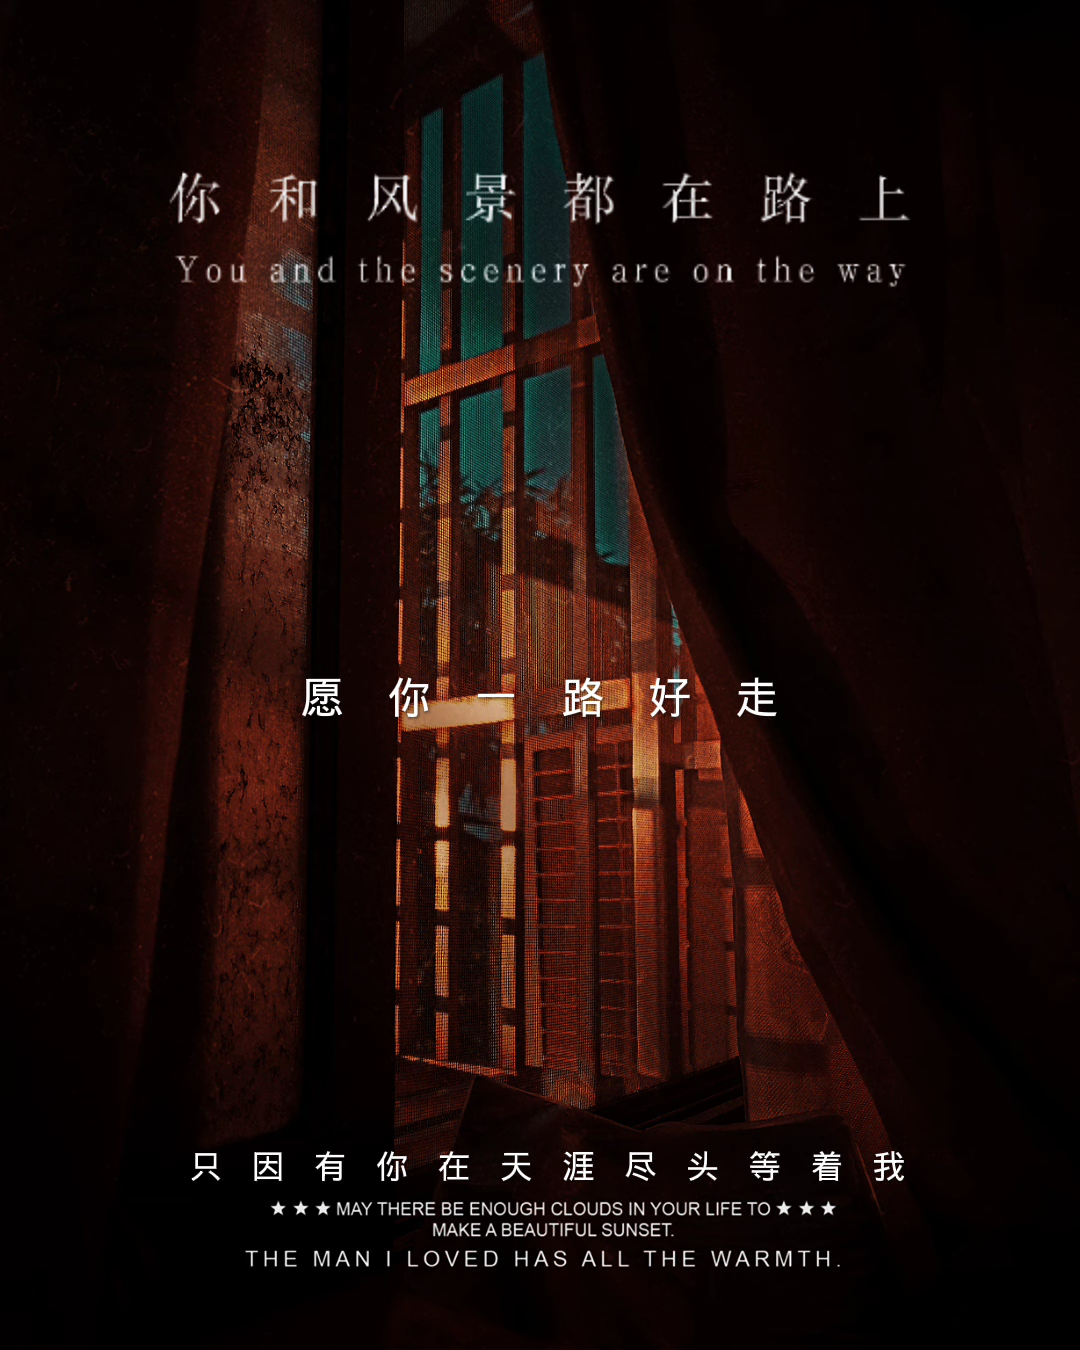 你和风景都在路上
You and the scenery are on the way
愿你一路好走
只因有你在天涯尽头等着我
★★★MAY THERE BE ENOUGH CLOUDS IN YOUR LIFE TO★★★
MAKE A BEAUTIFUL SUNSET.
THE MAN I LOVED HAS ALL THE WARMTH.